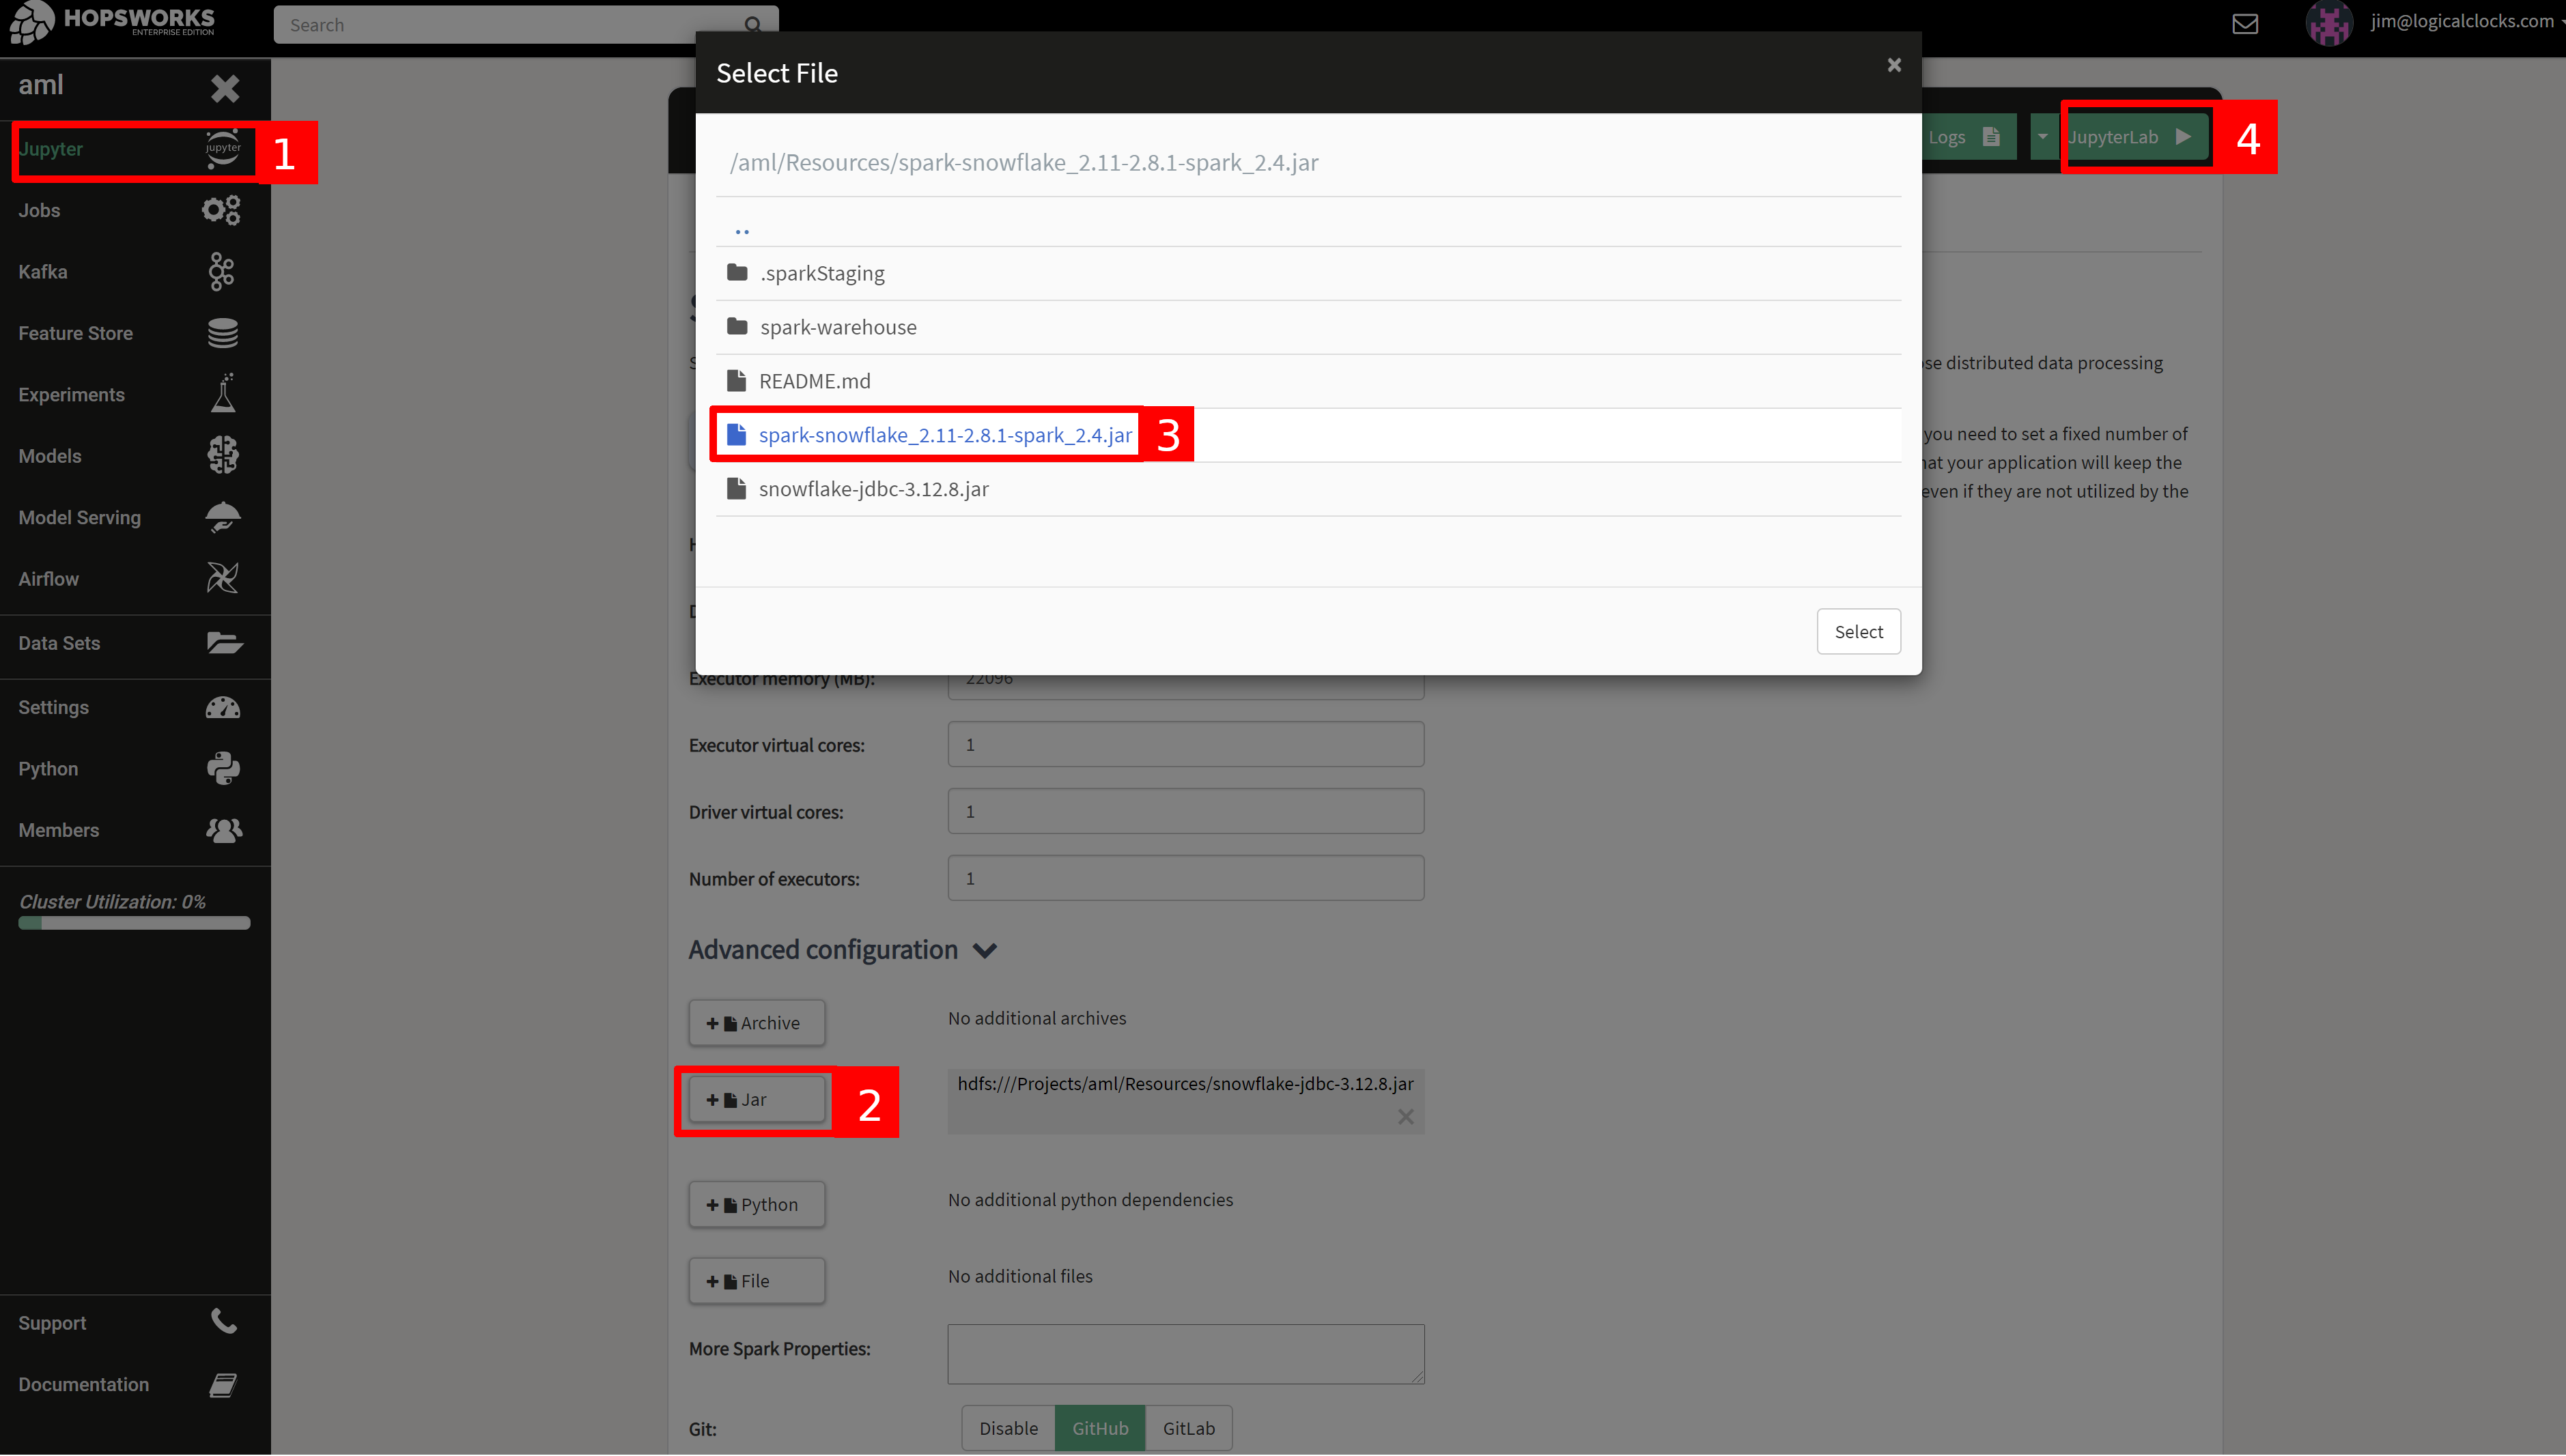 HOPSWORKS
ENTERPRISE EDITION
Search
jim@logicalclocks.com
aml
Jupyter
jupyter
1
Jobs
Kafka
Feature Store
Experiments
Models
Model Serving
Airflow
Data Sets
Settings
Python
Members
Cluster Utilization: 0%
Support
Documentation
Select File
×
/aml/Resources/spark-snowflake_2.11-2.8.1-spark_2.4.jar
..
.sparkStaging
spark-warehouse
README.md
spark-snowflake_2.11-2.8.1-spark_2.4.jar
3
snowflake-jdbc-3.12.8.jar
Select
Logs
JupyterLab
4
distributed data processing
you need to set a fixed number of
your application will keep the
even if they are not utilized by the
Executor memory (MB):
22096
Executor virtual cores:
1
Driver virtual cores:
1
Number of executors:
1
Advanced configuration
+ Archive
No additional archives
+ Jar
2
hdfs:///Projects/aml/Resources/snowflake-jdbc-3.12.8.jar
+ Python
No additional python dependencies
+ File
No additional files
More Spark Properties:
Git:
Disable
GitHub
GitLab